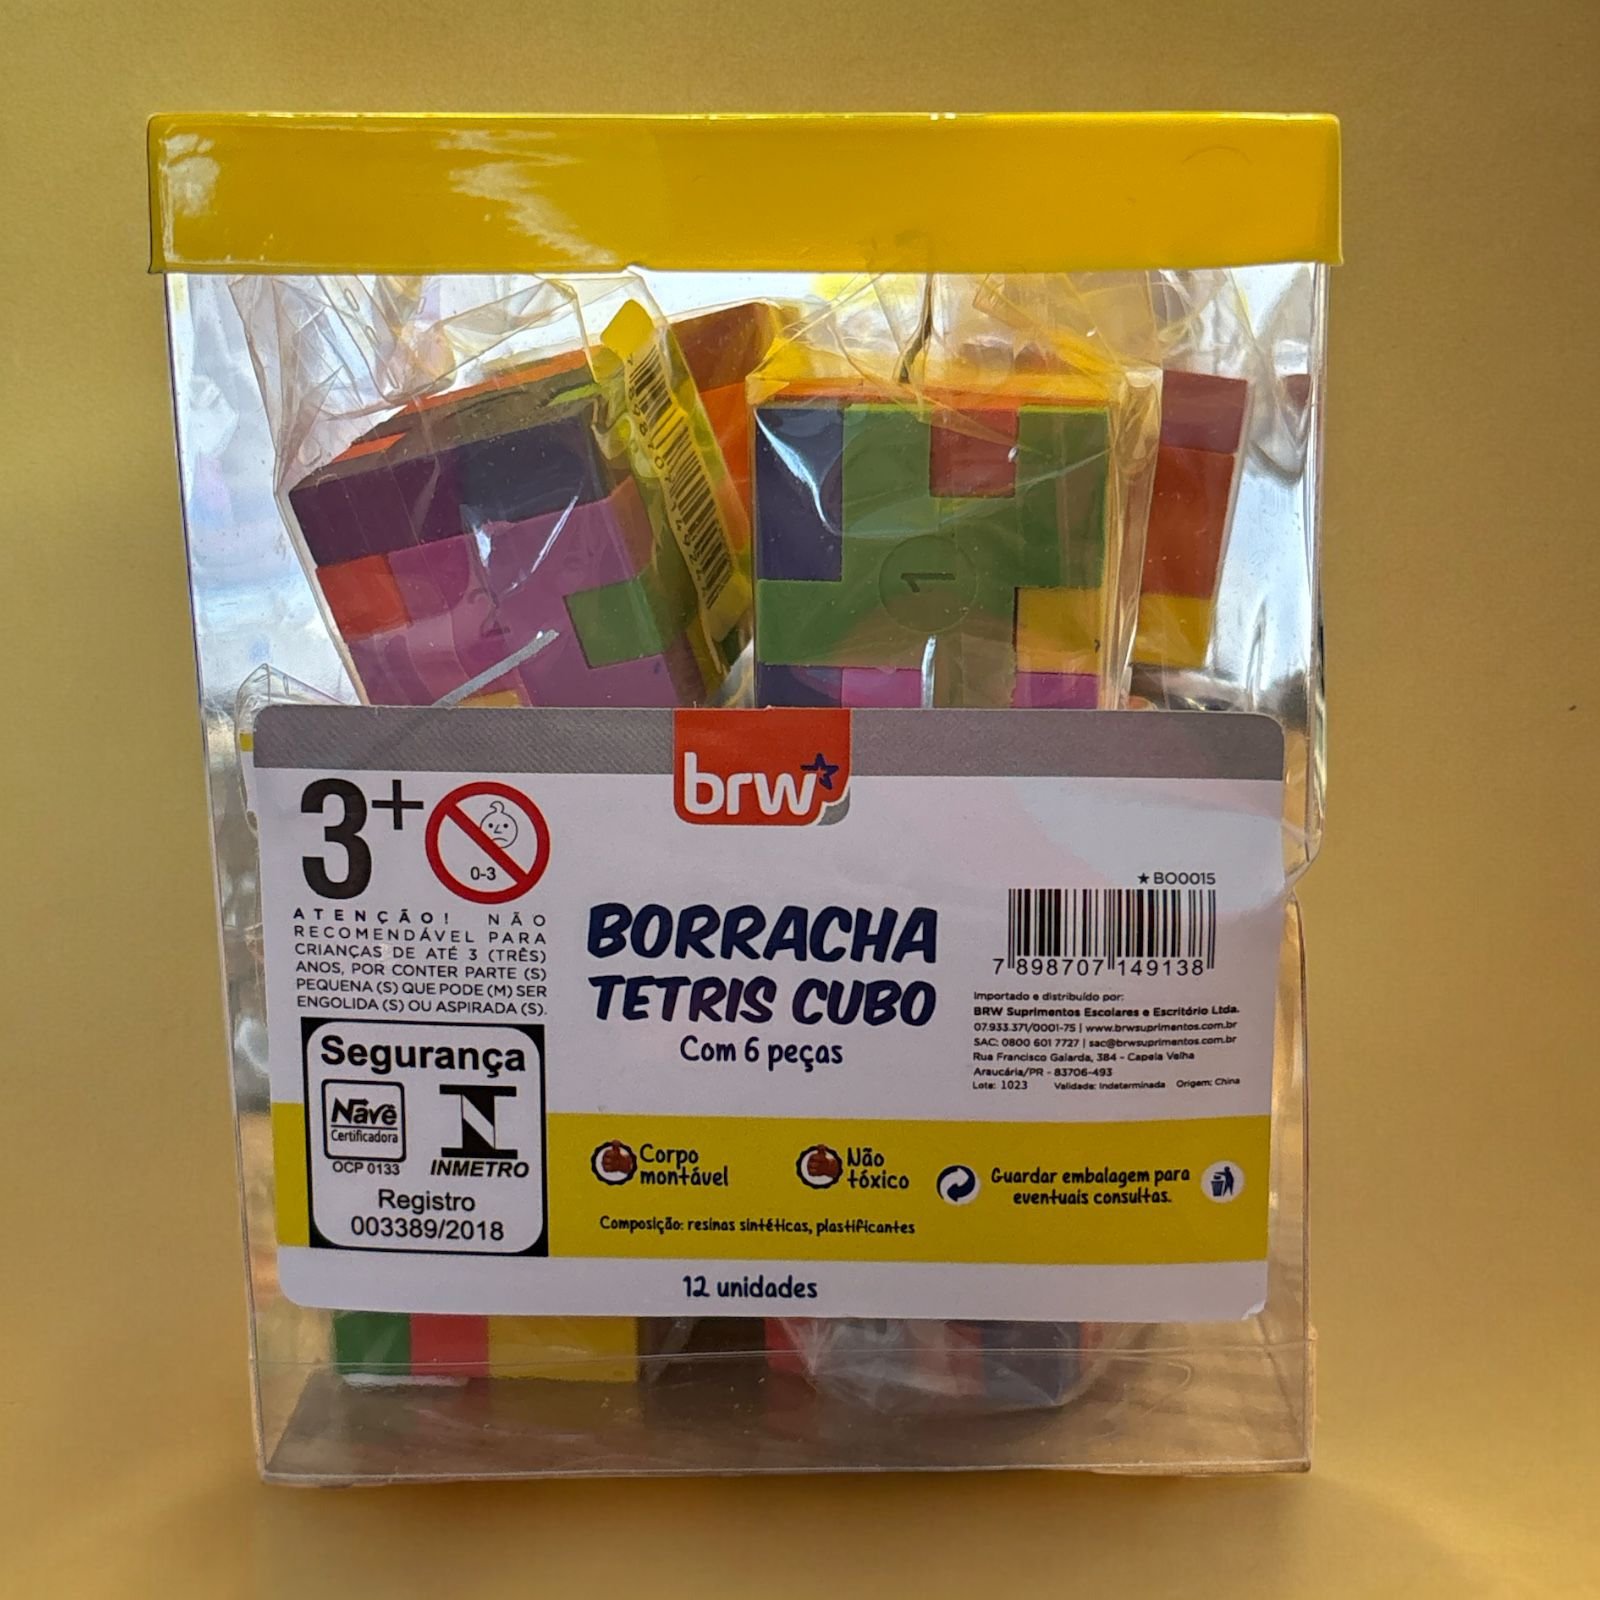 1
brw
3+
0-3
ATENÇÃO! NÃO
RECOMENDÁVEL PARA
CRIANÇAS DE ATÉ 3 (TRÊS)
ANOS, POR CONTER PARTE (S)
PEQUENA (S) QUE PODE (M) SER
ENGOLIDA (S) OU ASPIRADA (S).
Segurança
Navê
Certificadora
OCP 0133
INMETRO
Registro
003389/2018
BORRACHA
TETRIS CUBO
Com 6 peças
★BO0015
7 898707 149138
Importado e distribuído por:
BRW Suprimentos Escolares e Escritório Ltda.
07.933.371/0001-75 | www.brwsuprimentos.com.br
SAC: 0800 601 7727 | sac@brwsuprimentos.com.br
Rua Francisco Galarda, 384 - Capela Velha
Araucária/PR - 83706-493
Lote: 1023 Validade: Indeterminada Origem: China
Corpo
montável
Não
tóxico
Guardar embalagem para
eventuais consultas.
Composição: resinas sintéticas, plastificantes
12 unidades